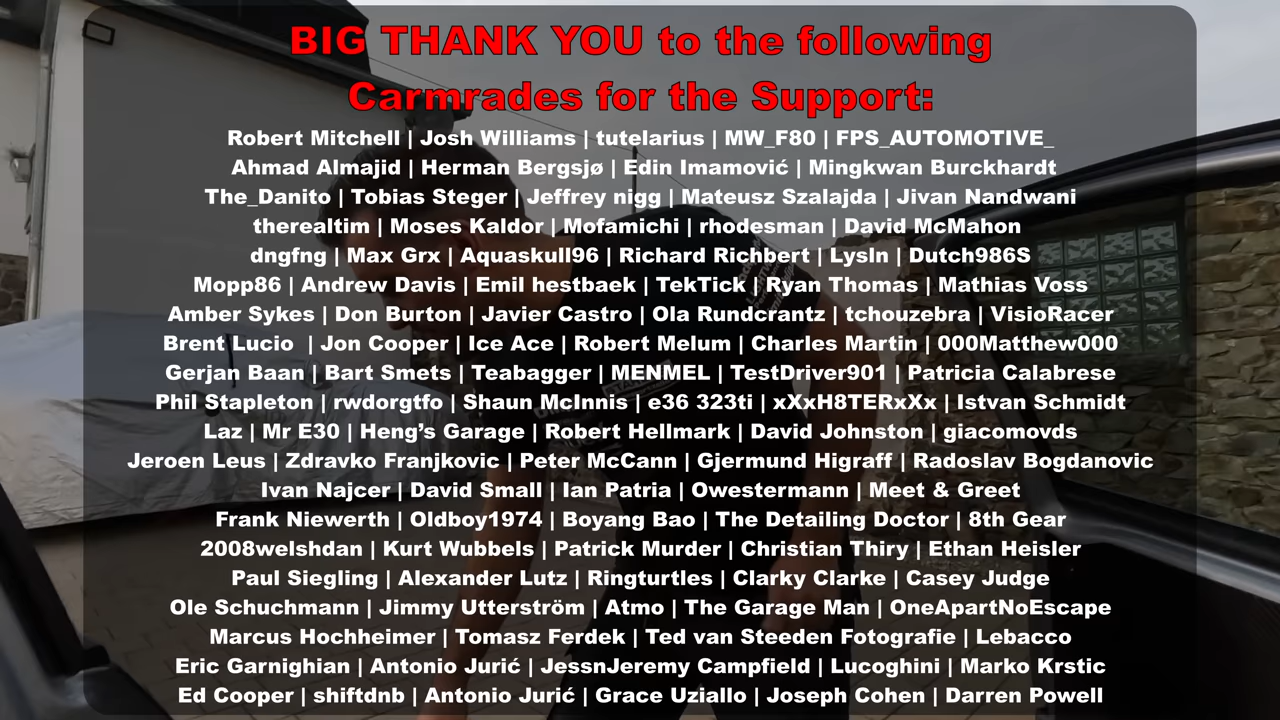 BIG THANK YOU to the following
Carmrades for the Support:
Robert Mitchell | Josh Williams | tutelarius | MW_F80 | FPS_AUTOMOTIVE_
Ahmad Almajid | Herman Bergsjø | Edin Imamović | Mingkwan Burckhardt
The_Danito | Tobias Steger | Jeffrey nigg | Mateusz Szalajda | Jivan Nandwani
therealtim | Moses Kaldor | Mofamichi | rhodesman | David McMahon
dngfng | Max Grx | Aquaskull96 | Richard Richbert | Lysln | Dutch986S
Mopp86 | Andrew Davis | Emil hestbaek | TekTick | Ryan Thomas | Mathias Voss
Amber Sykes | Don Burton | Javier Castro | Ola Rundcrantz | tchouzebra | VisioRacer
Brent Lucio | Jon Cooper | Ice Ace | Robert Melum | Charles Martin | 000Matthew000
Gerjan Baan | Bart Smets | Teabagger | MENMEL | TestDriver901 | Patricia Calabrese
Phil Stapleton | rwdorgtfo | Shaun McInnis | e36 323ti | xXxH8TERxXx | Istvan Schmidt
Laz | Mr E30 | Heng’s Garage | Robert Hellmark | David Johnston | giacomovds
Jeroen Leus | Zdravko Franjkovic | Peter McCann | Gjermund Higraff | Radoslav Bogdanovic
Ivan Najcer | David Small | Ian Patria | Owestermann | Meet & Greet
Frank Niewerth | Oldboy1974 | Boyang Bao | The Detailing Doctor | 8th Gear
2008welshdan | Kurt Wubbels | Patrick Murder | Christian Thiry | Ethan Heisler
Paul Siegling | Alexander Lutz | Ringturtles | Clarky Clarke | Casey Judge
Ole Schuchmann | Jimmy Utterström | Atmo | The Garage Man | OneApartNoEscape
Marcus Hochheimer | Tomasz Ferdek | Ted van Steeden Fotografie | Lebacco
Eric Garnighian | Antonio Jurić | JessnJeremy Campfield | Lucoghini | Marko Krstic
Ed Cooper | shiftdnb | Antonio Jurić | Grace Uziallo | Joseph Cohen | Darren Powell